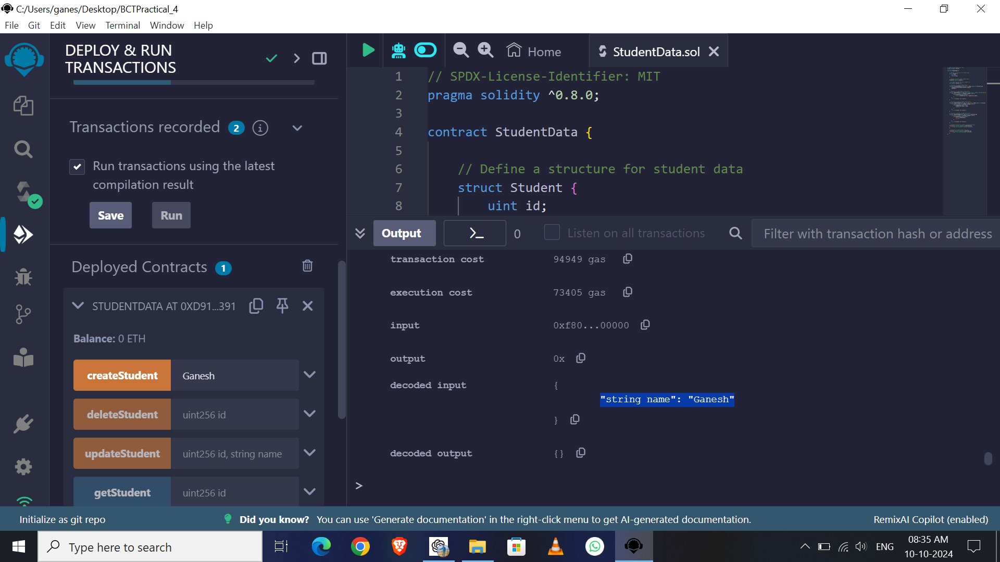 C:/Users/ganes/Desktop/BCTPractical_4
File Git Edit View Terminal Window Help
DEPLOY & RUN
TRANSACTIONS
Transactions recorded 2
Run transactions using the latest
compilation result
Save Run
Deployed Contracts 1
STUDENTDATA AT 0XD91...391
Balance: 0 ETH
createStudent Ganesh
deleteStudent uint256 id
updateStudent uint256 id, string name
getStudent uint256 id
Home StudentData.sol
1 // SPDX-License-Identifier: MIT
2 pragma solidity ^0.8.0;
3
4 contract StudentData {
5
6 // Define a structure for student data
7 struct Student {
8 uint id;
Output >_ 0 Listen on all transactions Filter with transaction hash or address
transaction cost 94949 gas
execution cost 73405 gas
input 0xf80...00000
output 0x
decoded input {
"string name": "Ganesh"
}
decoded output {}
>
Initialize as git repo Did you know? You can use 'Generate documentation' in the right-click menu to get AI-generated documentation. RemixAI Copilot (enabled)
Type here to search
ENG
08:35 AM
10-10-2024